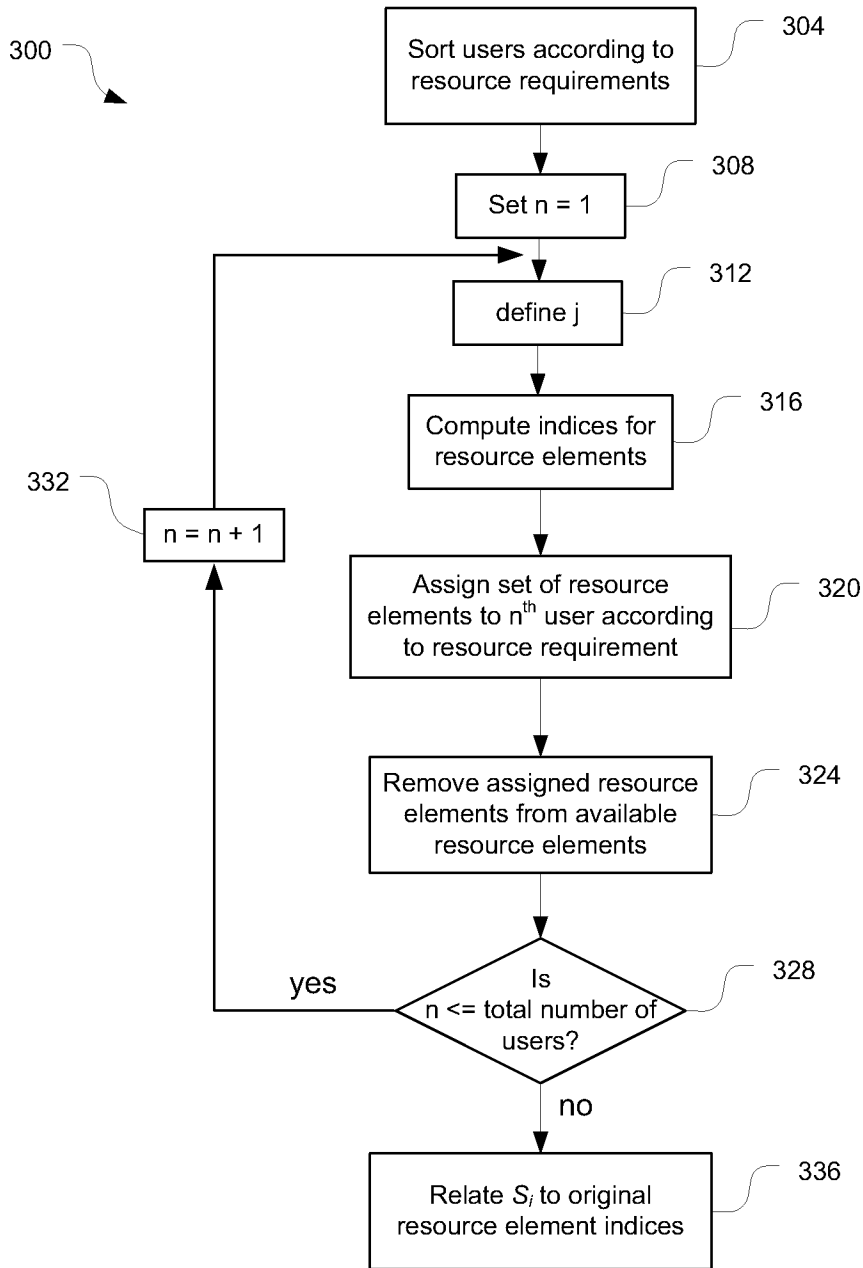 300
Sort users according to
resource requirements
304
Set n = 1
308
define j
312
Compute indices for
resource elements
316
332
n = n + 1
Assign set of resource
elements to nth user according
to resource requirement
320
Remove assigned resource
elements from available
resource elements
324
Is
n <= total number of
users?
328
yes
no
Relate Si to original
resource element indices
336